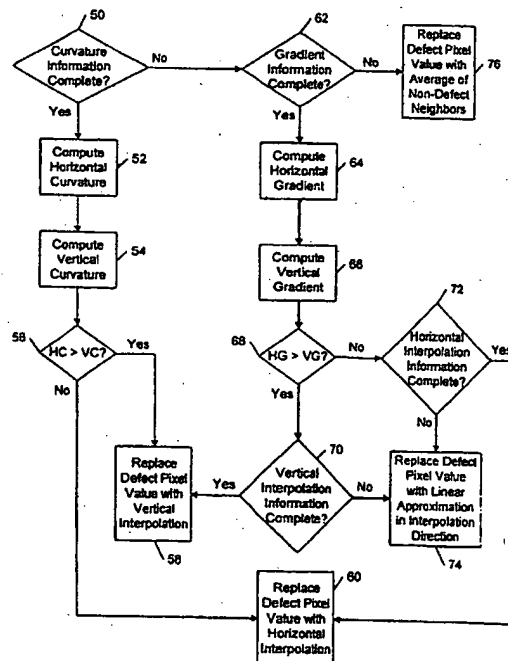 50
Curvature
Information
Complete?
No
Yes
62
Gradient
Information
Complete?
No
Yes
Replace
Defect Pixel
Value with
Average of
Non-Defect
Neighbors
76
Compute
Horizontal
Curvature
52
Compute
Horizontal
Gradient
64
Compute
Vertical
Curvature
54
Compute
Vertical
Gradient
66
58
HC > VC?
Yes
No
68
HG > VG?
No
Yes
72
Horizontal
Interpolation
Information
Complete?
Yes
No
Replace Defect Pixel
Value with
Vertical
Interpolation
58
Yes
70
Vertical
Interpolation
Information
Complete?
No
Replace Defect
Pixel Value
with Linear
Approximation
in Interpolation
Direction
74
60
Replace
Defect Pixel
Value with
Horizontal
Interpolation